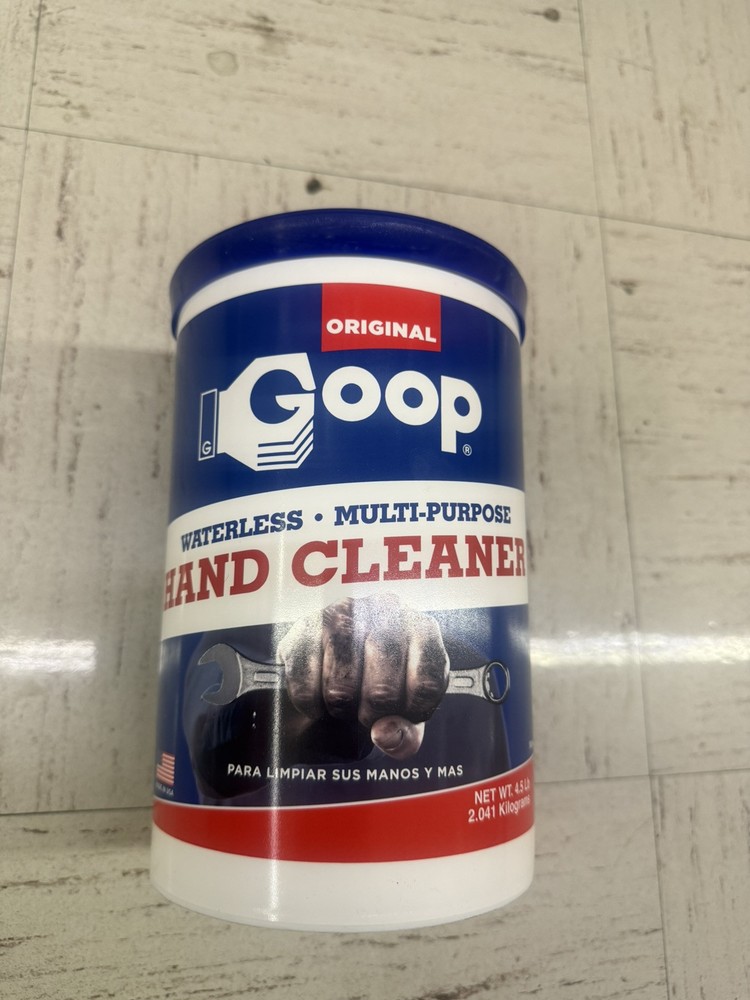 ORIGINAL
G
Goop®
WATERLESS • MULTI-PURPOSE
HAND CLEANER
PARA LIMPIAR SUS MANOS Y MAS
NET WT. 4.5 Lb
2.041 Kilograms